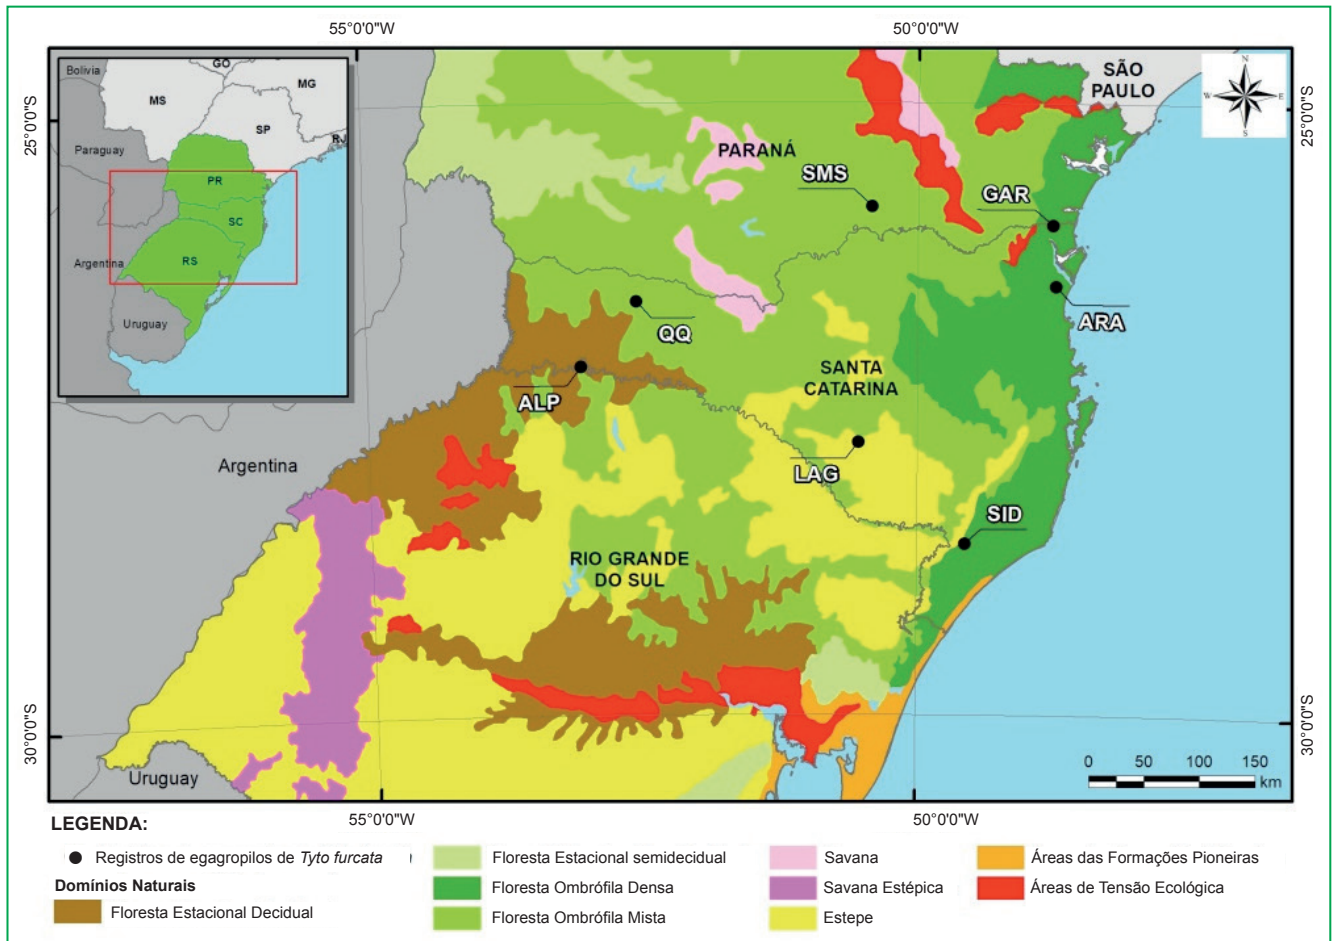 55°0'0"W
50°0'0"W
25°0'0"S
25°0'0"S
Bolivia
GO
MG
MS
SP
RJ
Paraguay
PR
SC
Argentina
RS
Uruguay
SÃO
PAULO
N
W
E
S
PARANÁ
SMS
GAR
QQ
ARA
SANTA
CATARINA
ALP
LAG
Argentina
SID
RIO GRANDE
DO SUL
30°0'0"S
30°0'0"S
Uruguay
0 50 100 150
km
55°0'0"W
50°0'0"W
LEGENDA:
Registros de egagropilos de Tyto furcata
Domínios Naturais
Floresta Estacional Decidual
Floresta Estacional semidecidual
Floresta Ombrófila Densa
Floresta Ombrófila Mista
Savana
Savana Estépica
Estepe
Áreas das Formações Pioneiras
Áreas de Tensão Ecológica